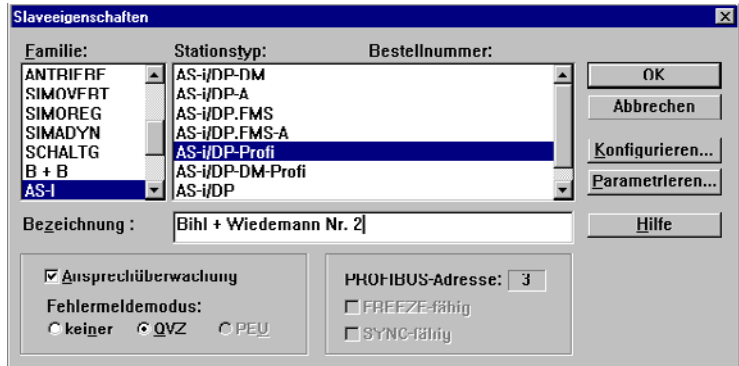 Slaveeigenschaften
Familie: Stationstyp: Bestellnummer:
ANTRIEBE
SIMOVERT
SIMOREG
SIMADYN
SCHALTG
B + B
AS-I
AS-i/DP-DM
AS-i/DP-A
AS-i/DP.FMS
AS-i/DP.FMS-A
AS-i/DP-Profi
AS-i/DP-DM-Profi
AS-i/DP
OK
Abbrechen
Konfigurieren...
Parametrieren...
Hilfe
Bezeichnung : Bihl + Wiedemann Nr. 2
Ansprechüberwachung
Fehlermeldemodus:
keiner QVZ PEU
PROFIBUS-Adresse: 3
FREEZE-fähig
SYNC-fähig